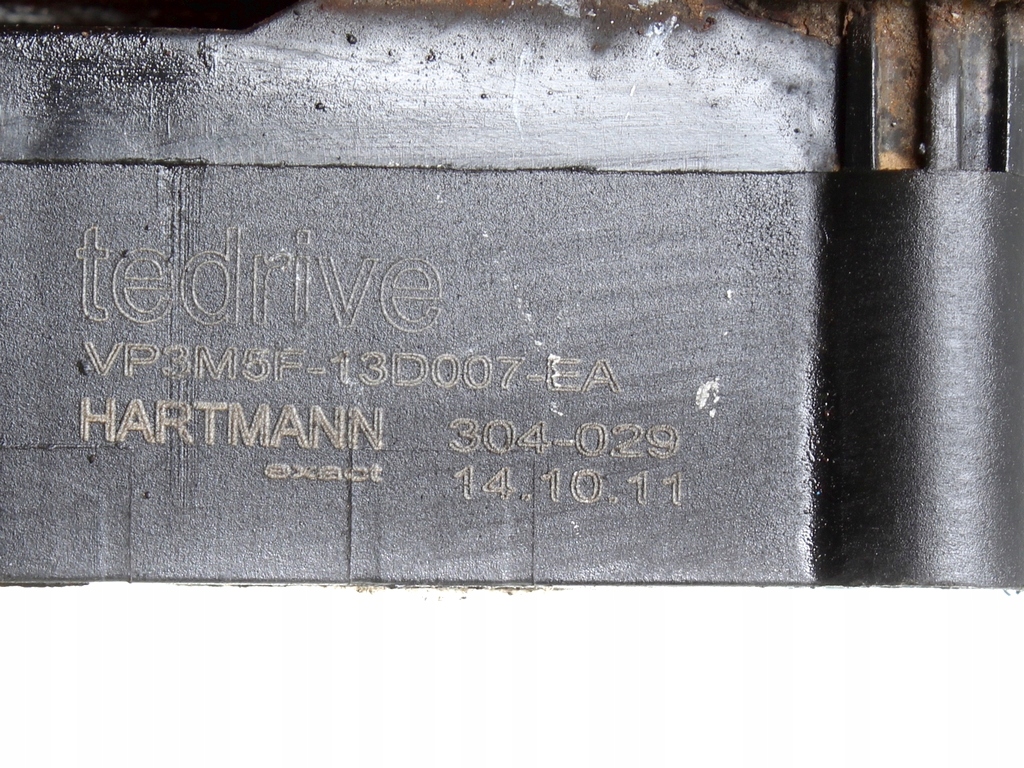 tedrive
VP3M5F-13D007-EA
HARTMANN 304-029
exact 14.10.11